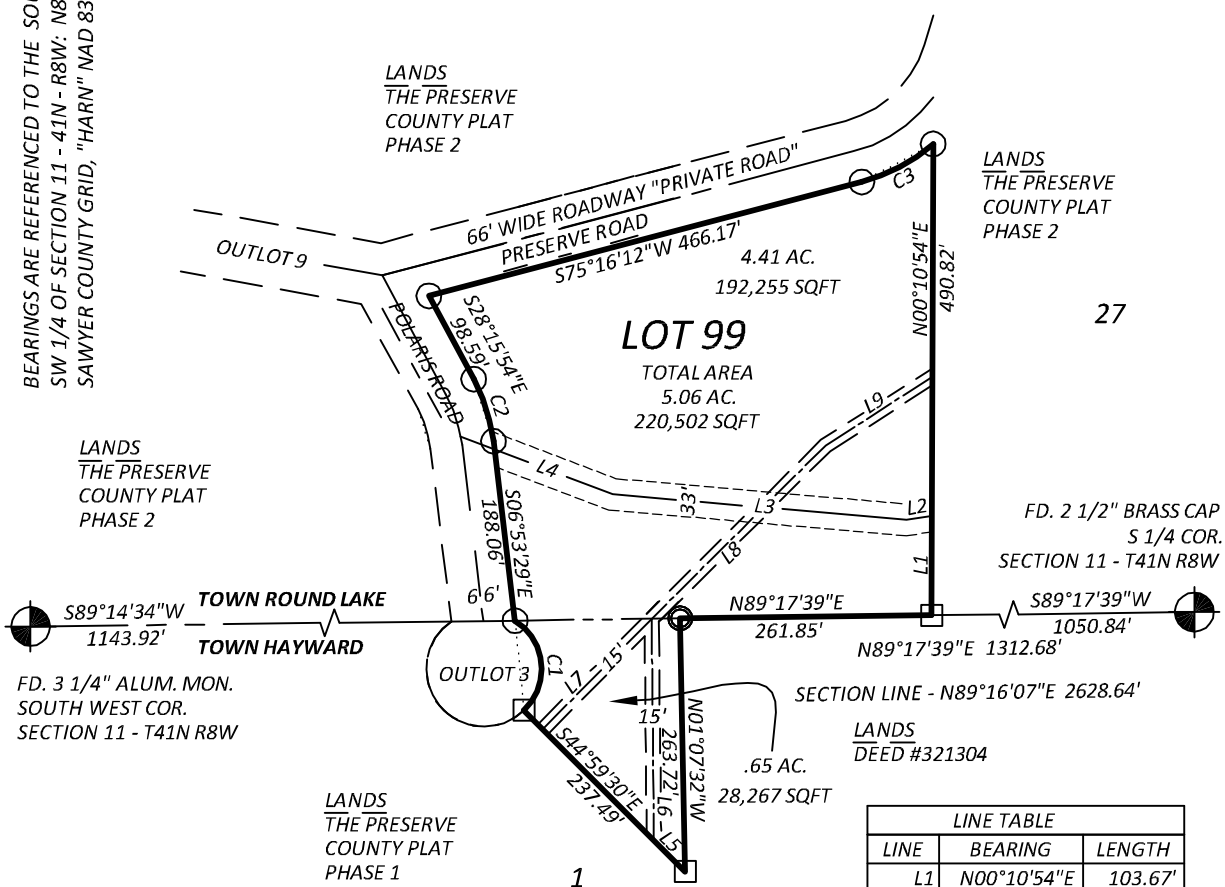 BEARINGS ARE REFERENCED TO THE
SW 1/4 OF SECTION 11 - 41N - R8W:
SAWYER COUNTY GRID, "HARN" NAD 83
LANDS
THE PRESERVE
COUNTY PLAT
PHASE 2
LANDS
THE PRESERVE
COUNTY PLAT
PHASE 2
OUTLOT 9
66' WIDE ROADWAY "PRIVATE ROAD"
PRESERVE ROAD
S75°16'12"W 466.17'
C3
4.41 AC.
192,255 SQFT
N00°10'54"E
490.82'
27
POLARIS ROAD
S28°15'54"E
98.59'
C2
LOT 99
TOTAL AREA
5.06 AC.
220,502 SQFT
L9
LANDS
THE PRESERVE
COUNTY PLAT
PHASE 2
L4
33'
L3
L2
L8
L1
S06°53'29"E
188.06'
FD. 2 1/2" BRASS CAP
S 1/4 COR.
SECTION 11 - T41N R8W
S89°14'34"W
1143.92'
TOWN ROUND LAKE
TOWN HAYWARD
66'
N89°17'39"E
261.85'
S89°17'39"W
1050.84'
N89°17'39"E 1312.68'
FD. 3 1/4" ALUM. MON.
SOUTH WEST COR.
SECTION 11 - T41N R8W
OUTLOT 3
C1
L7 - 15'
15'
SECTION LINE - N89°16'07"E 2628.64'
LANDS
DEED #321304
S44°59'30"E
237.49'
N01°07'32"W
263.72'
L6 - L5
.65 AC.
28,267 SQFT
LANDS
THE PRESERVE
COUNTY PLAT
PHASE 1
1
LINE TABLE
LINE BEARING LENGTH
L1 N00°10'54"E 103.67'